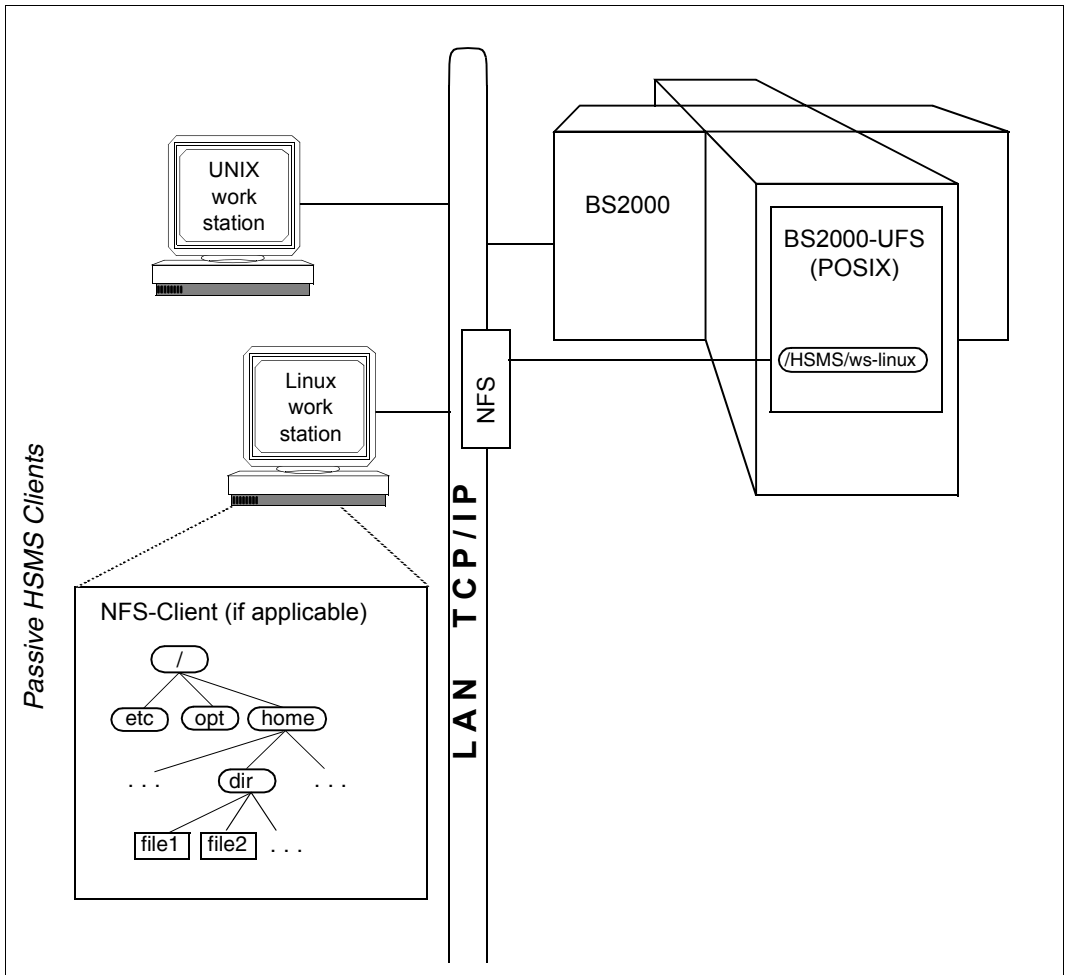 UNIX
work
station
BS2000
BS2000-UFS
(POSIX)
/HSMS/ws-linux
Linux
work
station
NFS
LAN TCP/IP
Passive HSMS Clients
NFS-Client (if applicable)
/
etc opt home
. . . dir . . .
file1 file2 . . .